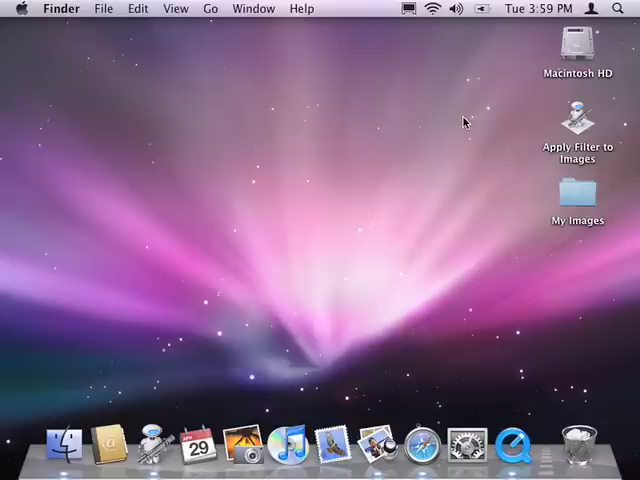 Finder File Edit View Go Window Help Tue 3:59 PM
Macintosh HD
Apply Filter to
Images
My Images
APR
29